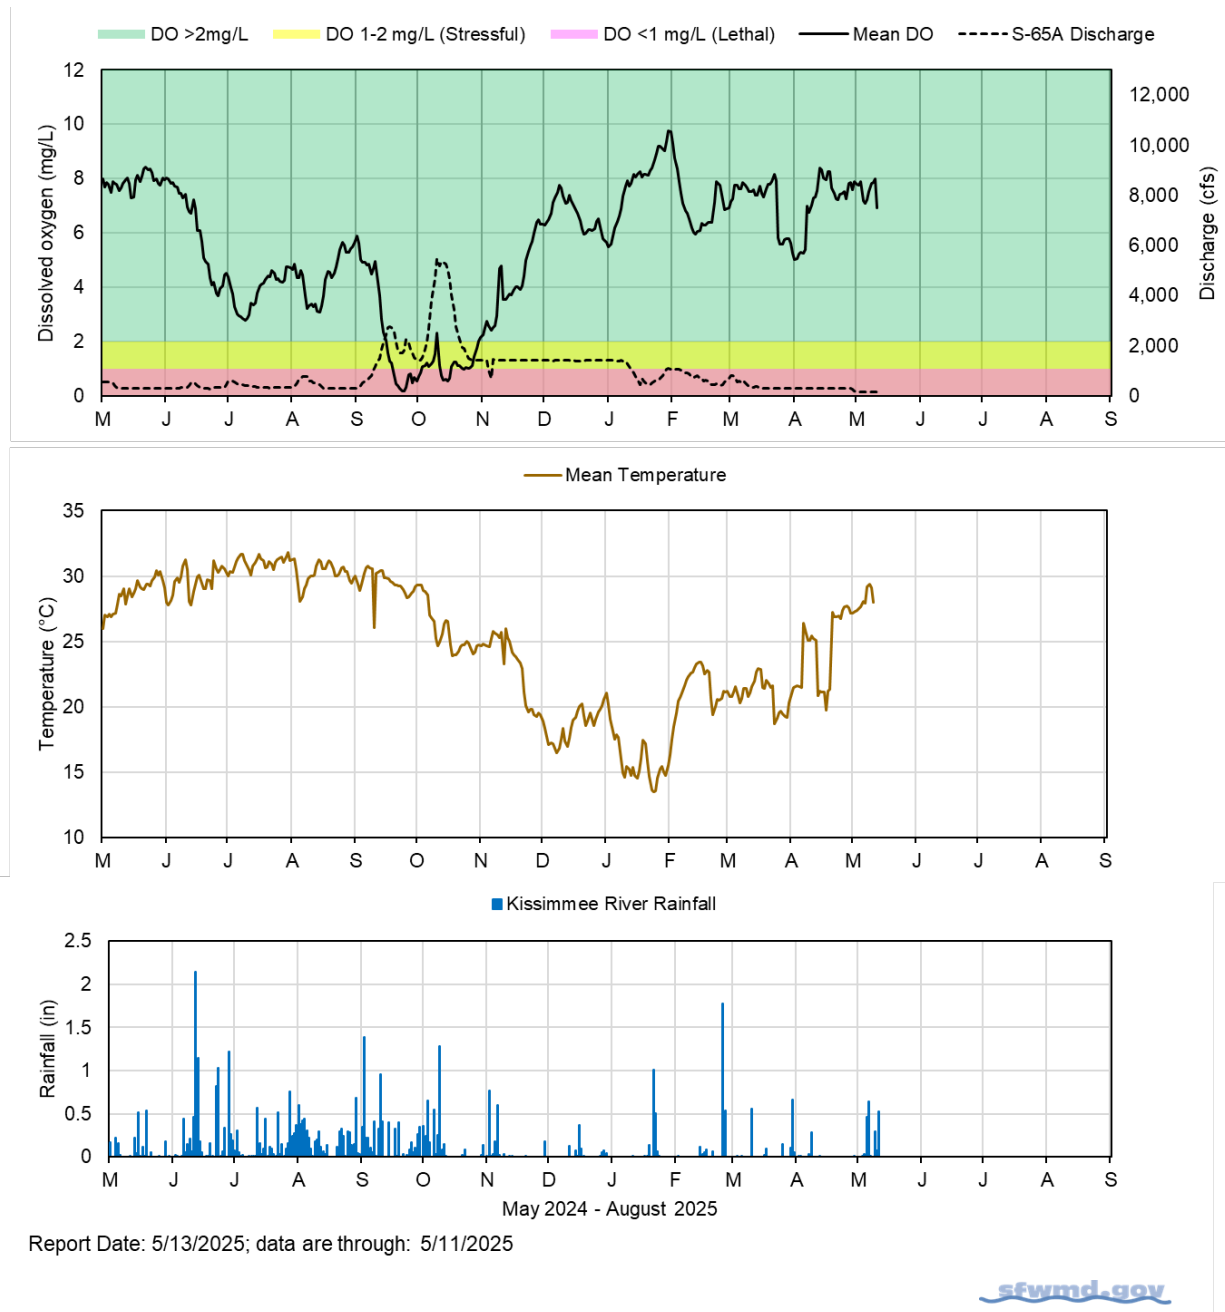 DO >2mg/L DO 1-2 mg/L (Stressful) DO <1 mg/L (Lethal) Mean DO S-65A Discharge
Dissolved oxygen (mg/L)
12
10
8
6
4
2
0
12,000
10,000
8,000
6,000
4,000
2,000
0
Discharge (cfs)
M J J A S O N D J F M A M J J A S
Mean Temperature
Temperature (°C)
35
30
25
20
15
10
M J J A S O N D J F M A M J J A S
Kissimmee River Rainfall
Rainfall (in)
2.5
2
1.5
1
0.5
0
M J J A S O N D J F M A M J J A S
May 2024 - August 2025
Report Date: 5/13/2025; data are through: 5/11/2025
sfwmd.gov